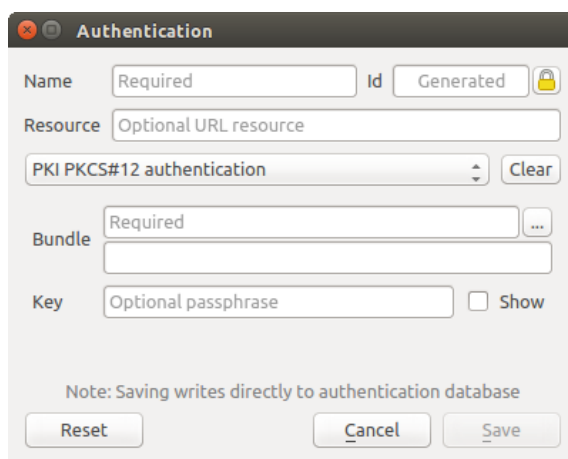 Authentication
Name Required Id Generated
Resource Optional URL resource
PKI PKCS#12 authentication Clear
Required ...
Bundle
Key Optional passphrase Show
Note: Saving writes directly to authentication database
Reset Cancel Save